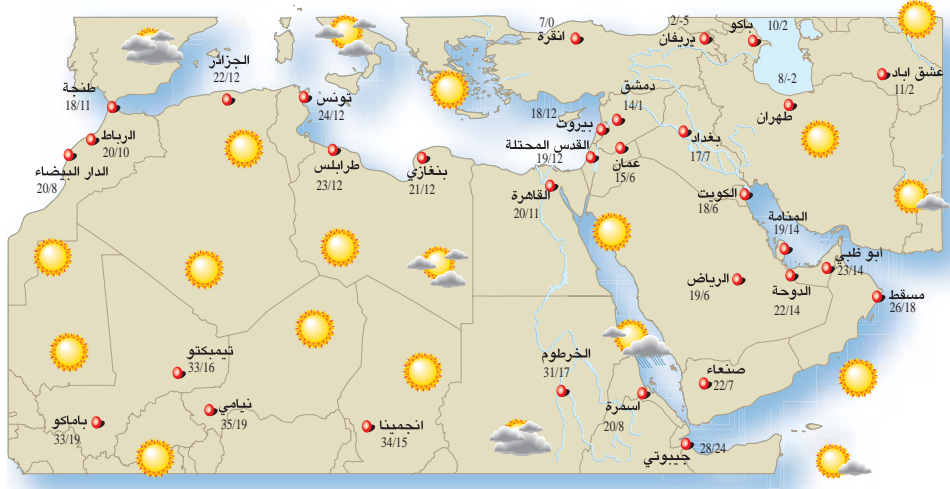 7/0
انقرة
2/-5
دريفان
باكو
10/2
عشق اباد
11/2
8/-2
طهران
الجزائر
22/12
طنجة
18/11
تونس
24/12
دمشق
14/1
18/12
بيروت
بغداد
17/7
الرباط
20/10
الدار البيضاء
20/8
طرابلس
23/12
بنغازي
21/12
القدس المحتلة
19/12
عمان
15/6
القاهرة
20/11
الكويت
18/6
المنامة
19/14
ابو ظبي
23/14
الرياض
19/6
الدوحة
22/14
مسقط
26/18
تيمبكتو
33/16
الخرطوم
31/17
صنعاء
22/7
نيامي
35/19
اسمرة
20/8
باماكو
33/19
انجمينا
34/15
جيبوتي
28/24